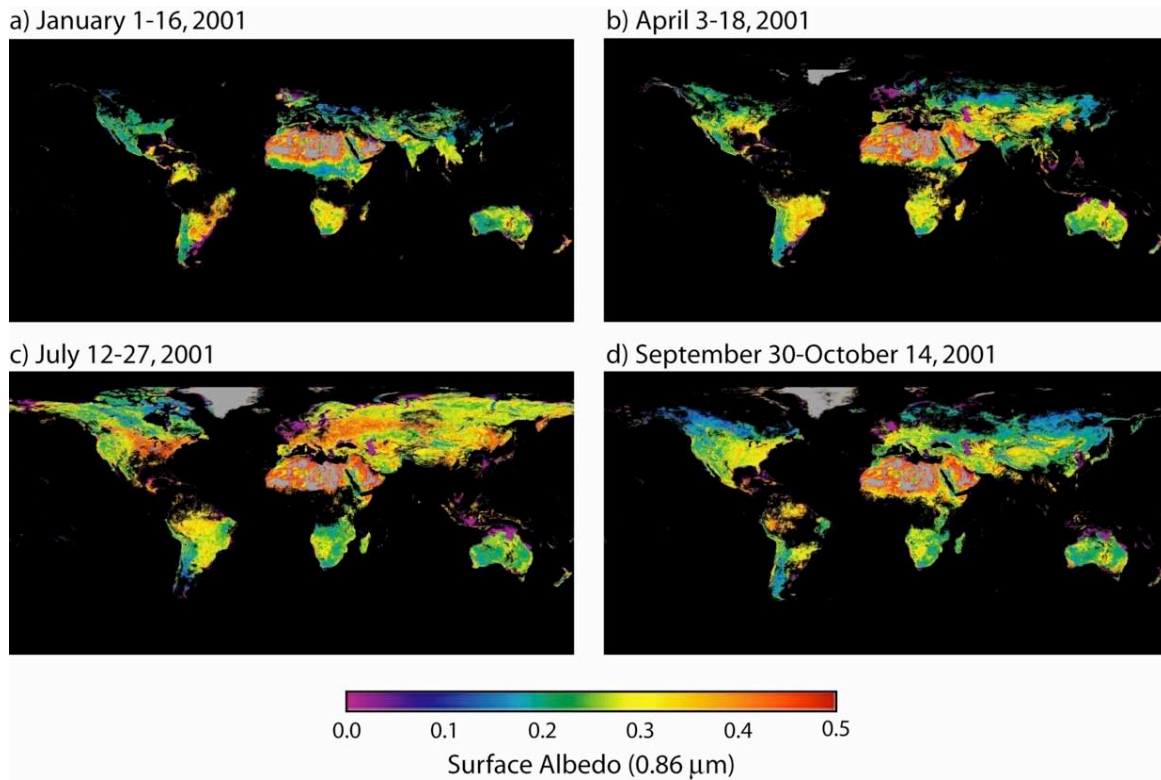 a) January 1-16, 2001
b) April 3-18, 2001
c) July 12-27, 2001
d) September 30-October 14, 2001
0.0 0.1 0.2 0.3 0.4 0.5
Surface Albedo (0.86 μm)